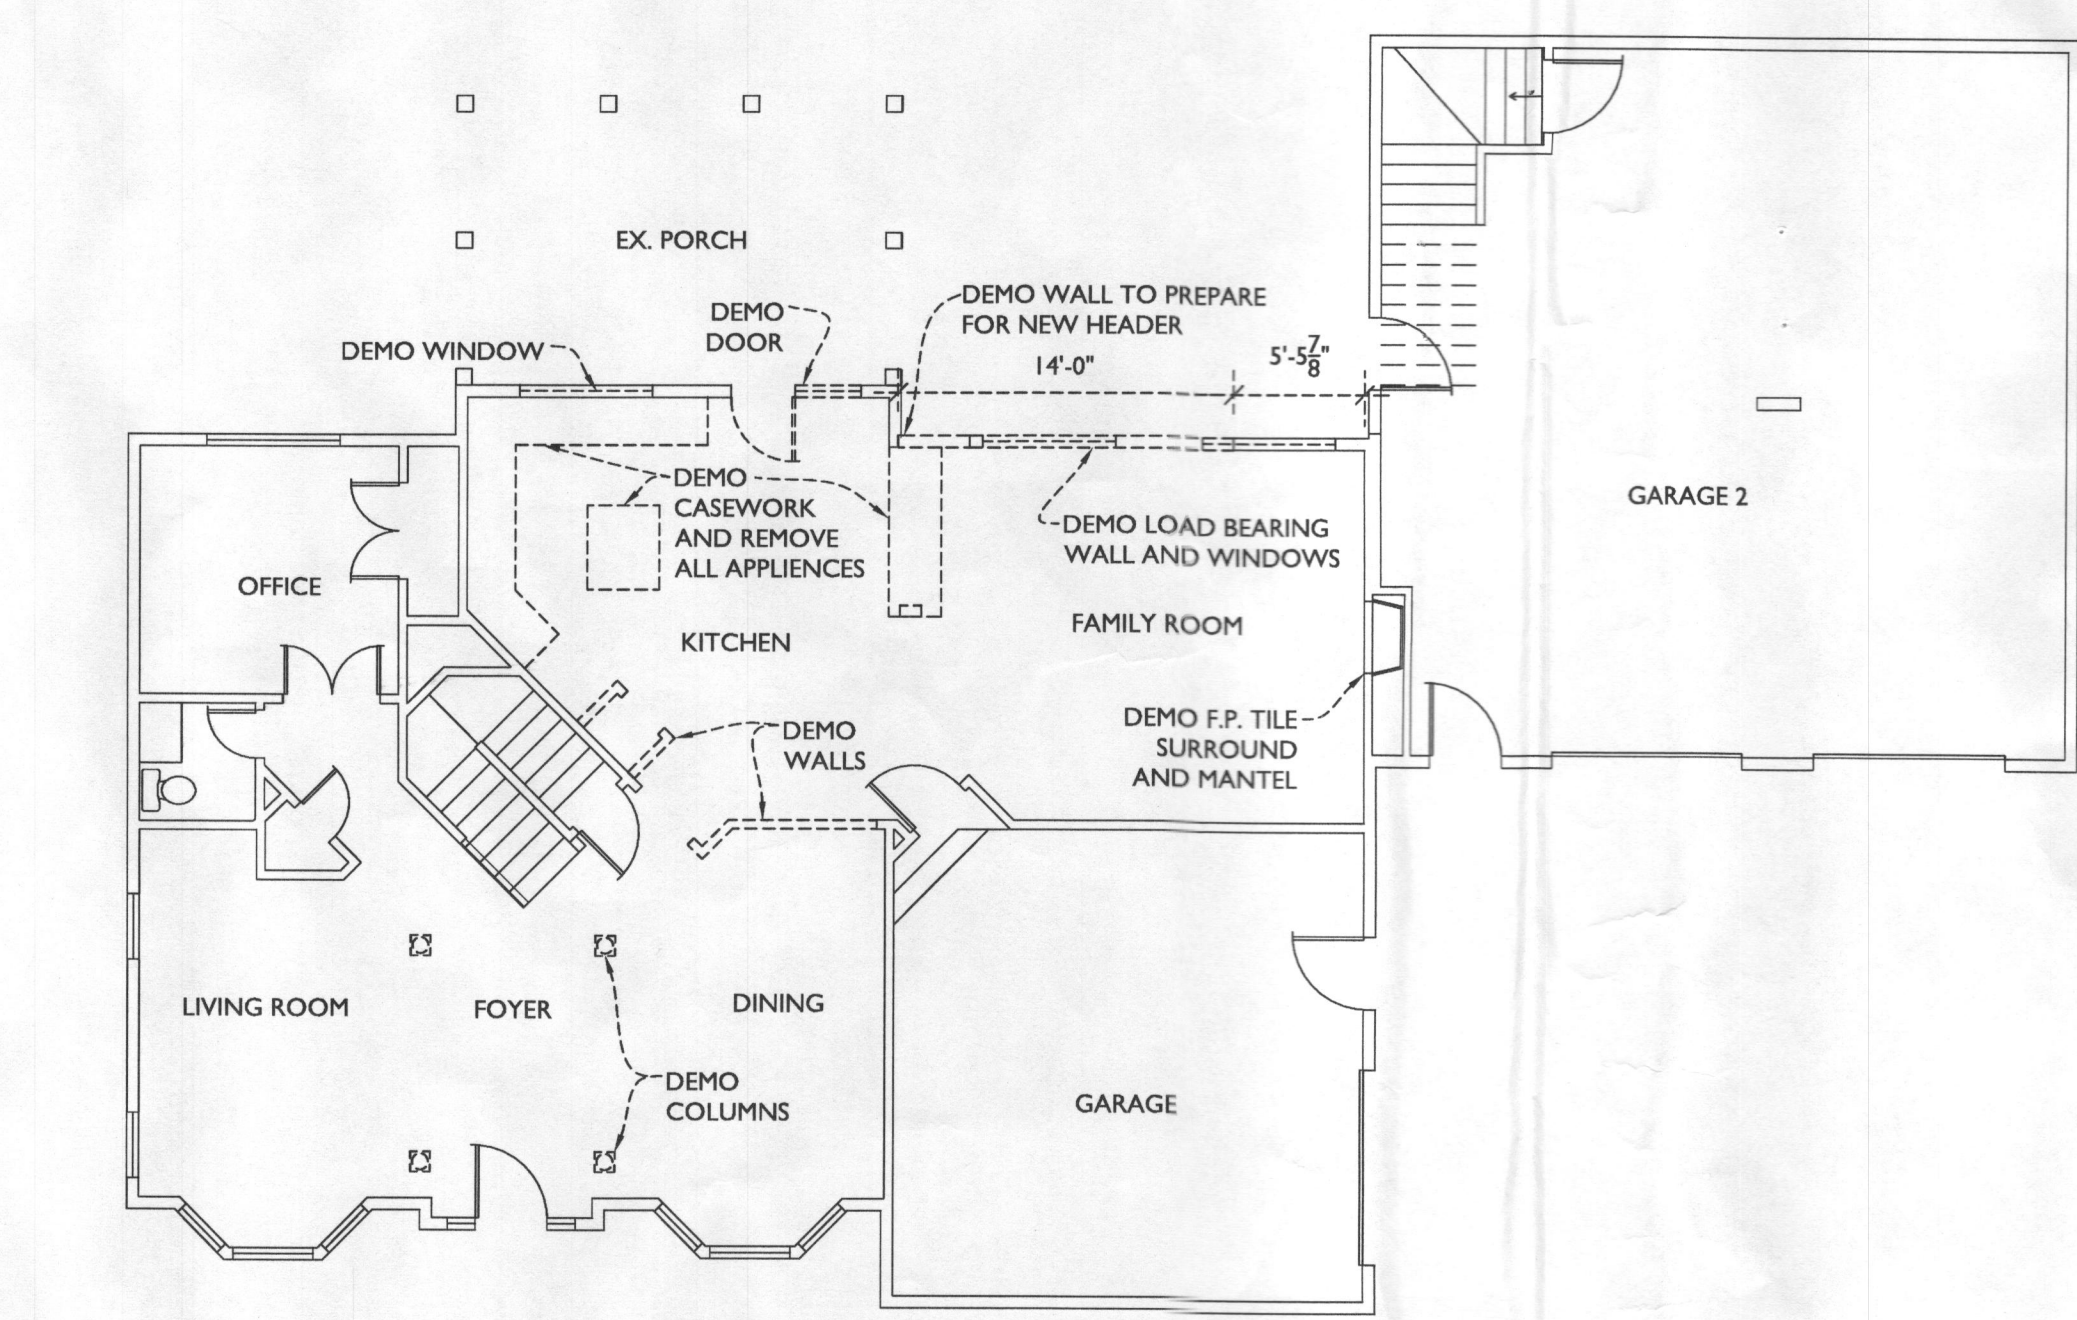 EX. PORCH
DEMO WALL TO PREPARE
FOR NEW HEADER
DEMO
DOOR
DEMO WINDOW
14'-0"
5'-5 7/8"
DEMO
CASEWORK
AND REMOVE
ALL APPLIENCES
GARAGE 2
DEMO LOAD BEARING
WALL AND WINDOWS
OFFICE
KITCHEN
FAMILY ROOM
DEMO F.P. TILE
SURROUND
AND MANTEL
DEMO
WALLS
LIVING ROOM
FOYER
DINING
DEMO
COLUMNS
GARAGE